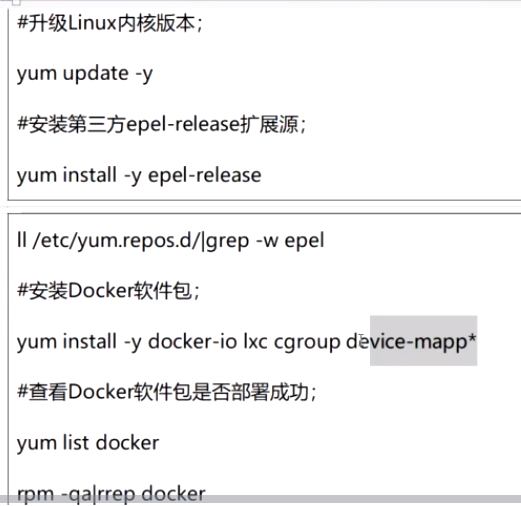 #升级Linux内核版本；
yum update -y
#安装第三方epel-release扩展源；
yum install -y epel-release
ll /etc/yum.repos.d/|grep -w epel
#安装Docker软件包；
yum install -y docker-io lxc cgroup device-mapp*
#查看Docker软件包是否部署成功；
yum list docker
rpm -qa|rrep docker